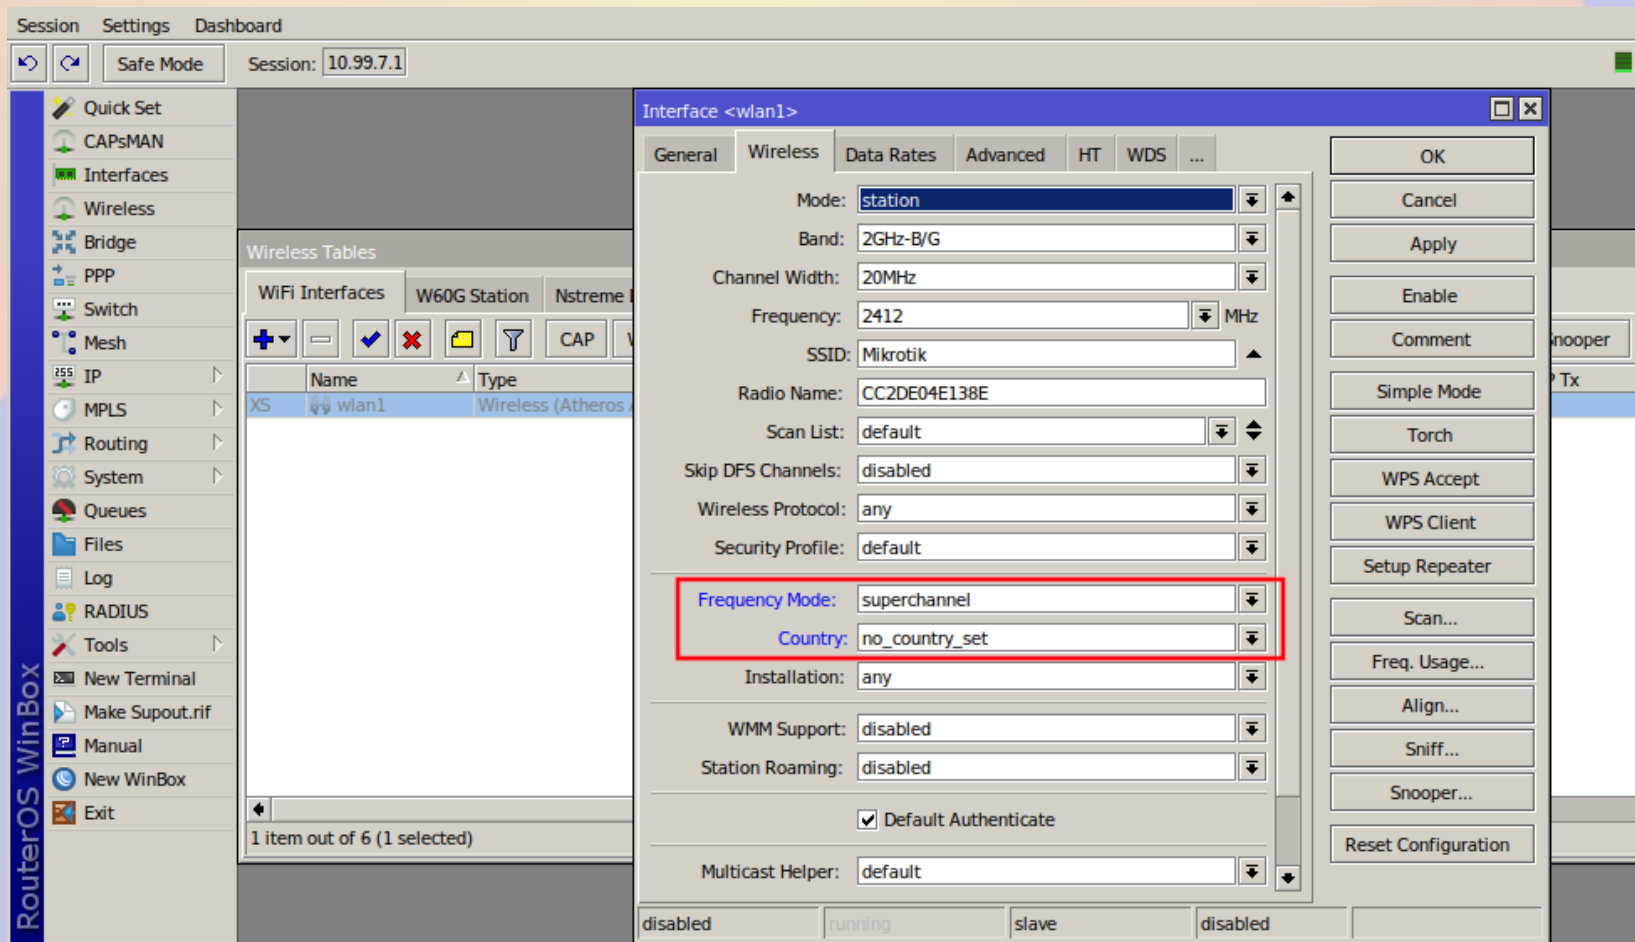 Session Settings Dashboard
Safe Mode Session: 10.99.7.1
RouterOS WinBox
Quick Set
CAPsMAN
Interfaces
Wireless
Bridge
PPP
Switch
Mesh
255 IP
MPLS
Routing
System
Queues
Files
Log
RADIUS
Tools
New Terminal
Make Supout.rif
Manual
New WinBox
Exit
Wireless Tables
WiFi Interfaces W60G Station Nstreme
CAP
Name Type
XS wlan1 Wireless (Atheros
1 item out of 6 (1 selected)
Interface <wlan1>
General Wireless Data Rates Advanced HT WDS ...
Mode: station
Band: 2GHz-B/G
Channel Width: 20MHz
Frequency: 2412 MHz
SSID: Mikrotik
Radio Name: CC2DE04E138E
Scan List: default
Skip DFS Channels: disabled
Wireless Protocol: any
Security Profile: default
Frequency Mode: superchannel
Country: no_country_set
Installation: any
WMM Support: disabled
Station Roaming: disabled
Default Authenticate
Multicast Helper: default
disabled running slave disabled
OK
Cancel
Apply
Enable
Comment
Simple Mode
Torch
WPS Accept
WPS Client
Setup Repeater
Scan...
Freq. Usage...
Align...
Sniff...
Snooper...
Reset Configuration
nooper
Tx